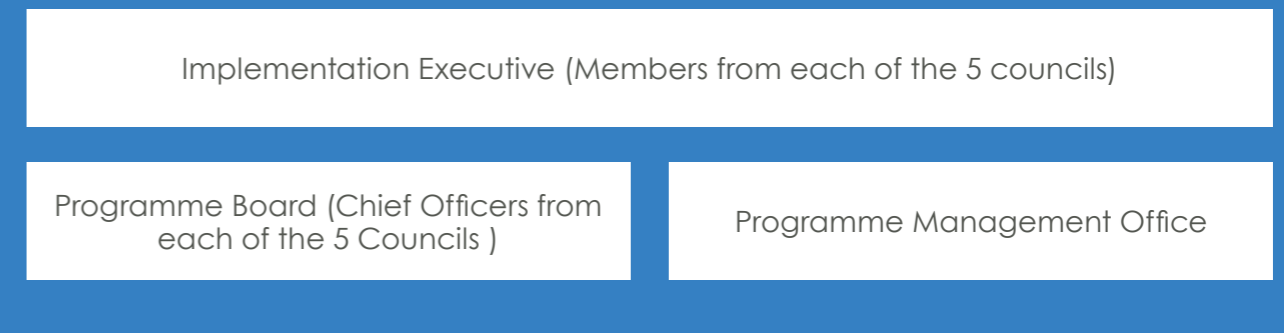 Implementation Executive (Members from each of the 5 councils)
Programme Board (Chief Officers from
each of the 5 Councils )
Programme Management Office